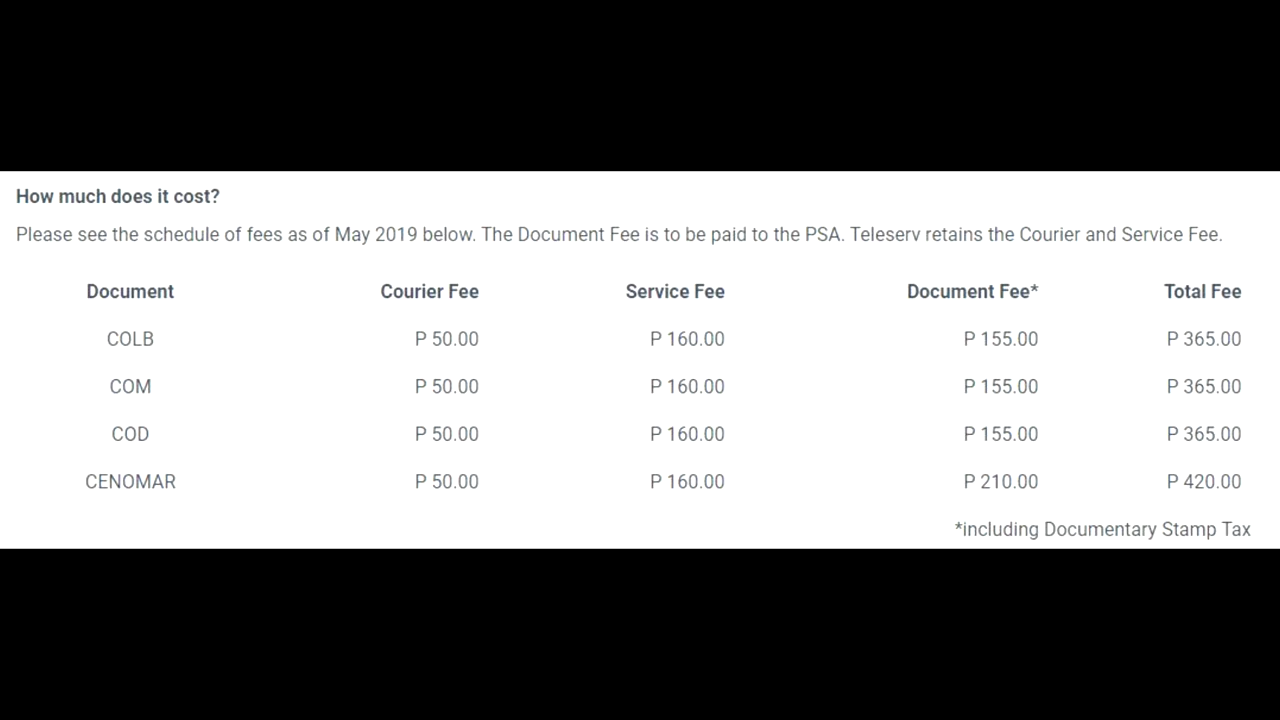 How much does it cost?
Please see the schedule of fees as of May 2019 below. The Document Fee is to be paid to the PSA. Teleserv retains the Courier and Service Fee.
Document Courier Fee Service Fee Document Fee* Total Fee
COLB P 50.00 P 160.00 P 155.00 P 365.00
COM P 50.00 P 160.00 P 155.00 P 365.00
COD P 50.00 P 160.00 P 155.00 P 365.00
CENOMAR P 50.00 P 160.00 P 210.00 P 420.00
*including Documentary Stamp Tax